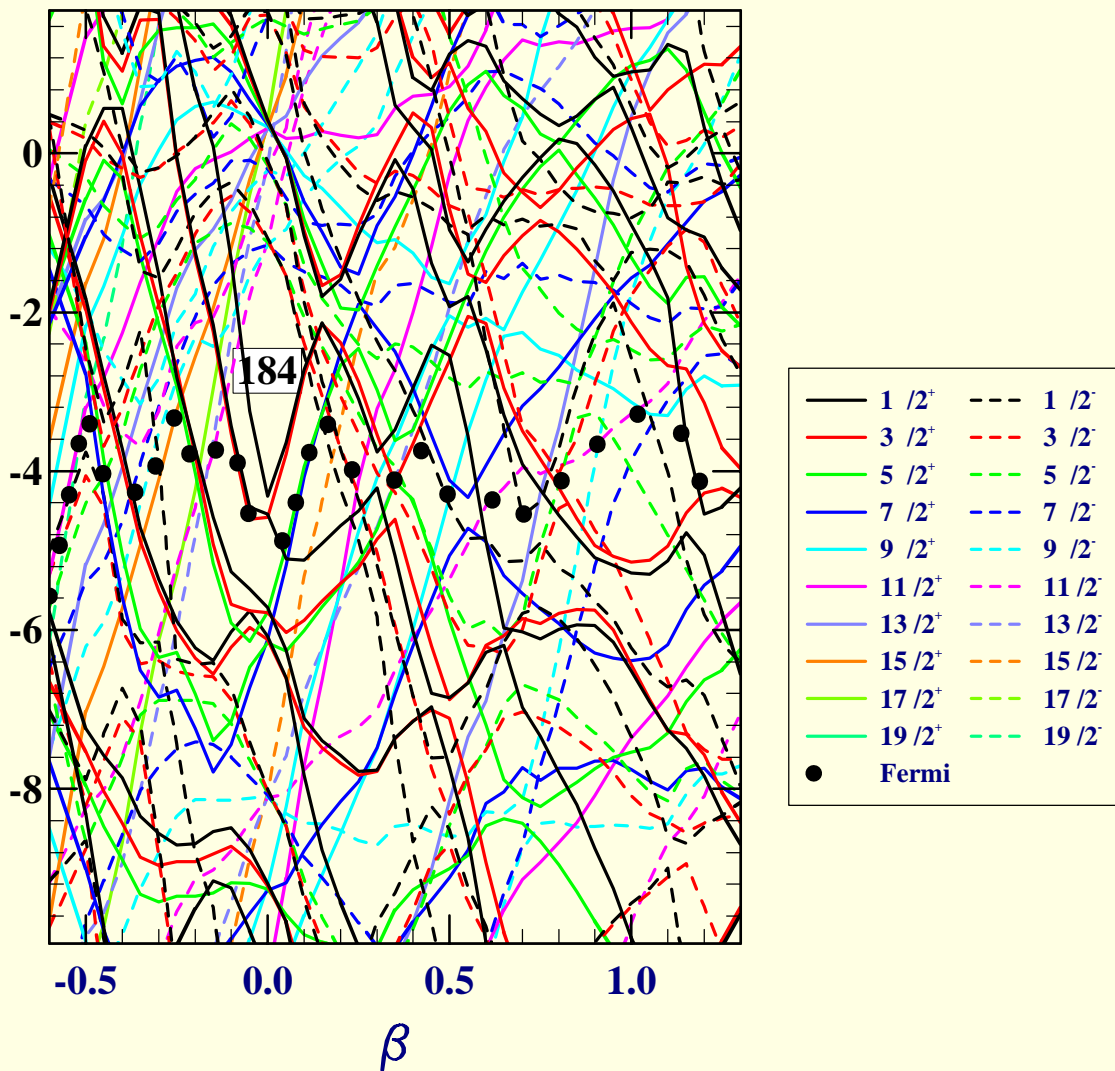 0
-2
184
-4
-6
-8
-0.5 0.0 0.5 1.0
β
1 /2⁺ 1 /2⁻
3 /2⁺ 3 /2⁻
5 /2⁺ 5 /2⁻
7 /2⁺ 7 /2⁻
9 /2⁺ 9 /2⁻
11 /2⁺ 11 /2⁻
13 /2⁺ 13 /2⁻
15 /2⁺ 15 /2⁻
17 /2⁺ 17 /2⁻
19 /2⁺ 19 /2⁻
Fermi